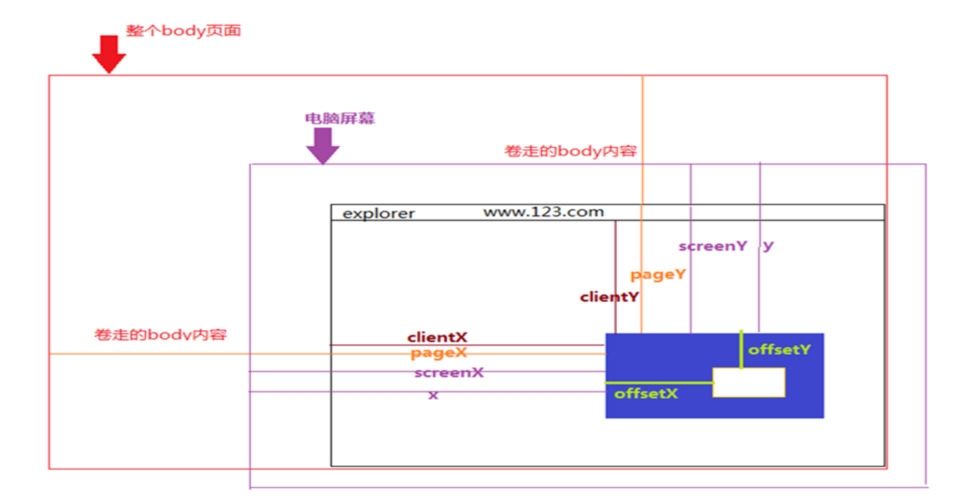 整个body页面
电脑屏幕
卷走的body内容
explorer www.123.com
screenY y
pageY
clientY
卷走的body内容
clientX
pageX
screenX
x
offsetY
offsetX